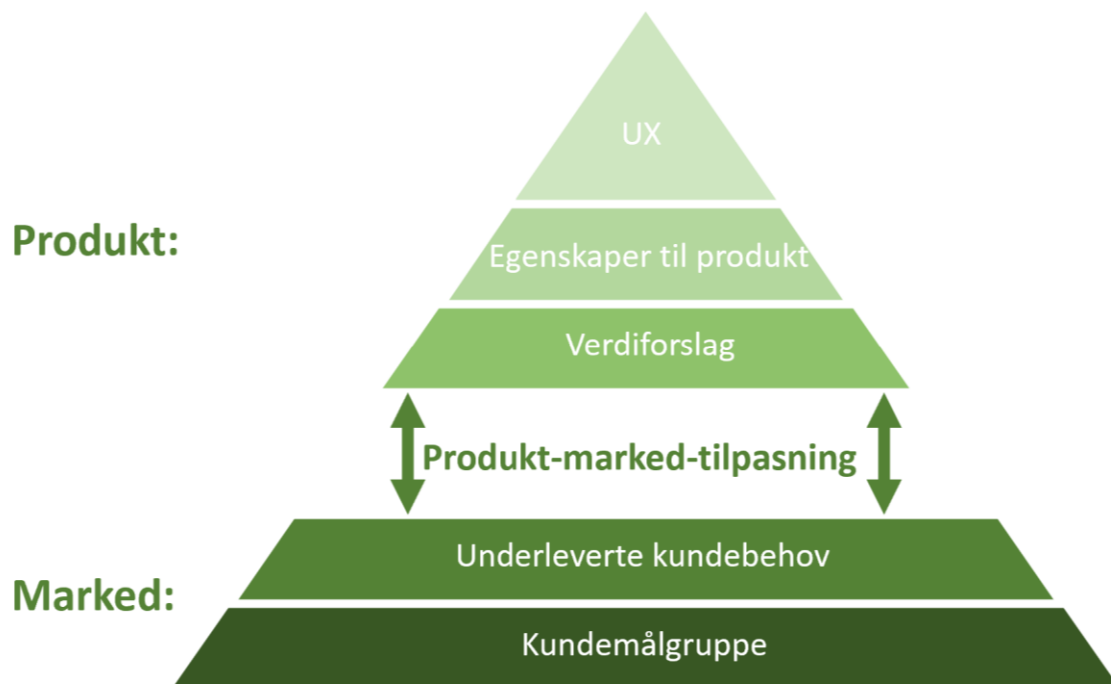 UX
Produkt:
Egenskaper til produkt
Verdiforslag
Produkt-marked-tilpasning
Underleverte kundebehov
Marked:
Kundemålgruppe